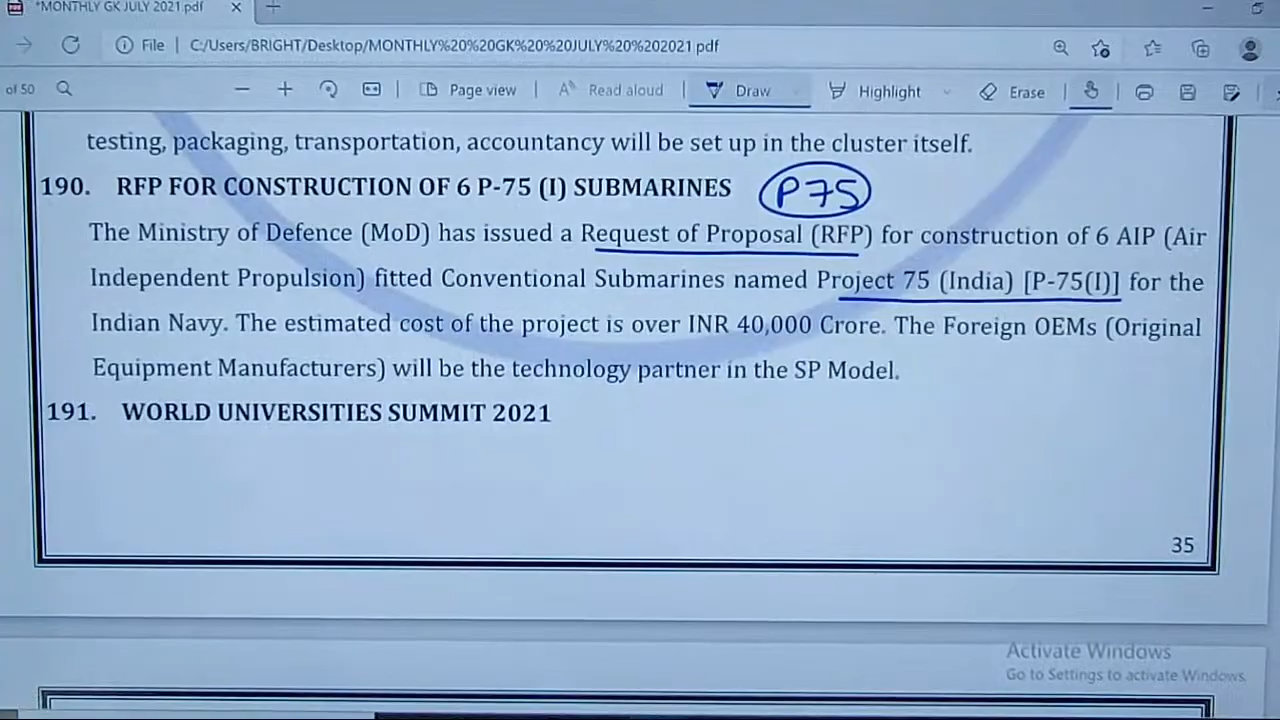 *MONTHLY GK JULY 2021.pdf
File | C:/Users/BRIGHT/Desktop/MONTHLY%20%20GK%20%20JULY%20%202021.pdf
of 50 Page view Read aloud Draw Highlight Erase
testing, packaging, transportation, accountancy will be set up in the cluster itself.
190. RFP FOR CONSTRUCTION OF 6 P-75 (I) SUBMARINES P75
The Ministry of Defence (MoD) has issued a Request of Proposal (RFP) for construction of 6 AIP (Air
Independent Propulsion) fitted Conventional Submarines named Project 75 (India) [P-75(I)] for the
Indian Navy. The estimated cost of the project is over INR 40,000 Crore. The Foreign OEMs (Original
Equipment Manufacturers) will be the technology partner in the SP Model.
191. WORLD UNIVERSITIES SUMMIT 2021
35
Activate Windows
Go to Settings to activate Windows.